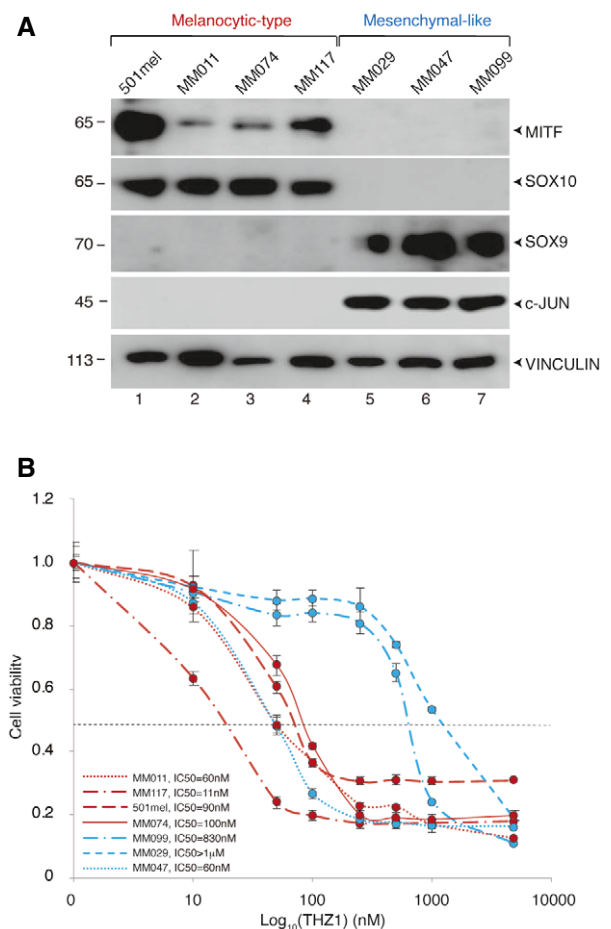 A
Melanocytic-type Mesenchymal-like
501mel MM011 MM074 MM117 MM029 MM047 MM099
65 MITF
65 SOX10
70 SOX9
45 c-JUN
113 VINCULIN
1 2 3 4 5 6 7
B
1.2
1.0
0.8
0.6
0.4
0.2
0
Cell viability
MM011, IC50=60nM
MM117, IC50=11nM
501mel, IC50=90nM
MM074, IC50=100nM
MM099, IC50=830nM
MM029, IC50>1µM
MM047, IC50=60nM
0 10 100 1000 10000
Log₁₀(THZ1) (nM)